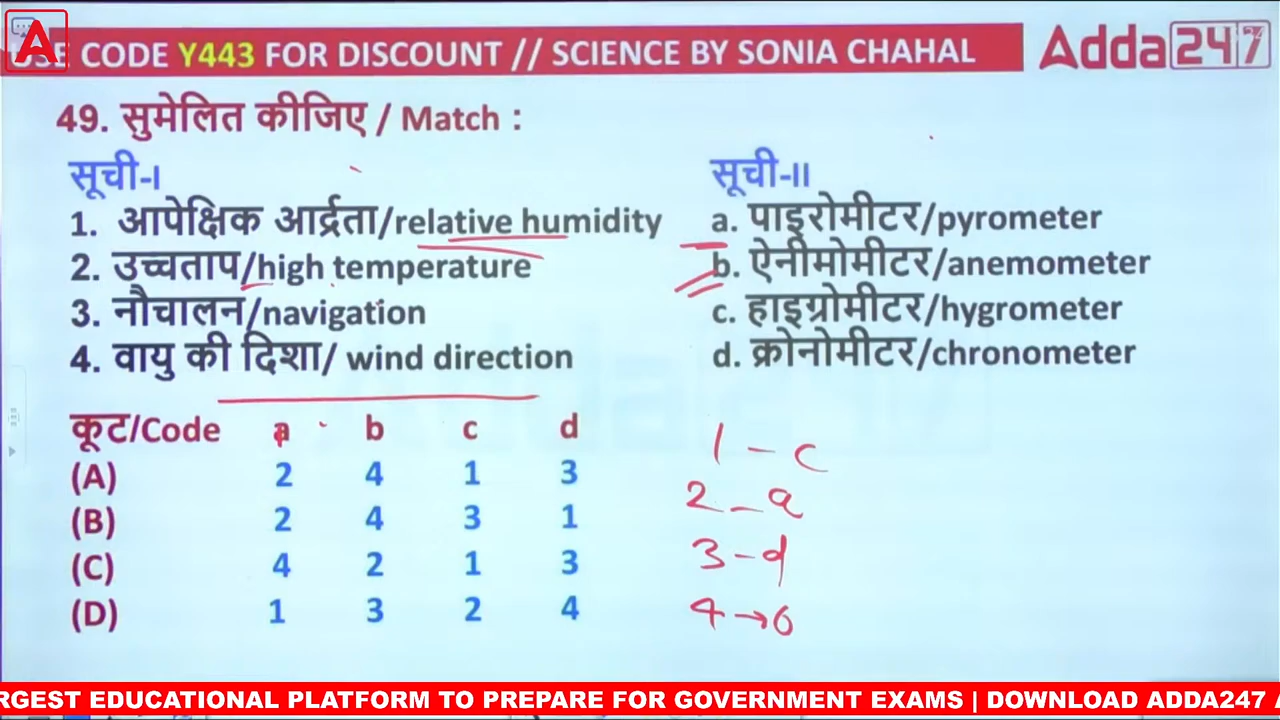 A
USE CODE Y443 FOR DISCOUNT // SCIENCE BY SONIA CHAHAL
Adda247
49. सुमेलित कीजिए / Match :
सूची-I सूची-II
1. आपेक्षिक आर्द्रता/relative humidity a. पाइरोमीटर/pyrometer
2. उच्चताप/high temperature b. ऐनीमोमीटर/anemometer
3. नौचालन/navigation c. हाइग्रोमीटर/hygrometer
4. वायु की दिशा/ wind direction d. क्रोनोमीटर/chronometer
कूट/Code a b c d
(A) 2 4 1 3
(B) 2 4 3 1
(C) 4 2 1 3
(D) 1 3 2 4
1 - c
2 - a
3 - d
4 → b
EDUCATIONAL PLATFORM TO PREPARE FOR GOVERNMENT EXAMS | DOWNLOAD ADDA247